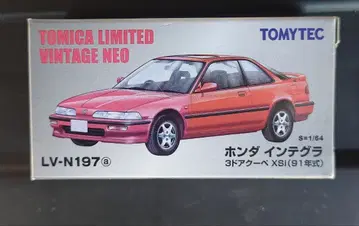 TOMICA LIMITED
VINTAGE NEO
TOMYTEC
S=1/64
LV-N197ⓐ
ホンダ インテグラ
3ドアクーペ XSi(91年式)